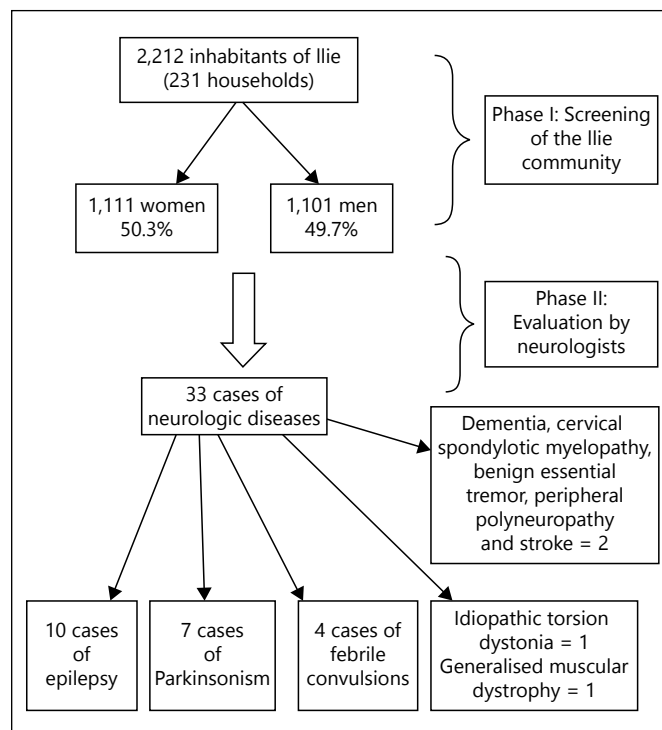 2,212 inhabitants of Ilie
(231 households)
Phase I: Screening
of the Ilie
community
1,111 women
50.3%
1,101 men
49.7%
Phase II:
Evaluation by
neurologists
33 cases of
neurologic diseases
Dementia, cervical
spondylotic myelopathy,
benign essential
tremor, peripheral
polyneuropathy
and stroke = 2
10 cases
of
epilepsy
7 cases
of
Parkinsonism
4 cases of
febrile
convulsions
Idiopathic torsion
dystonia = 1
Generalised muscular
dystrophy = 1